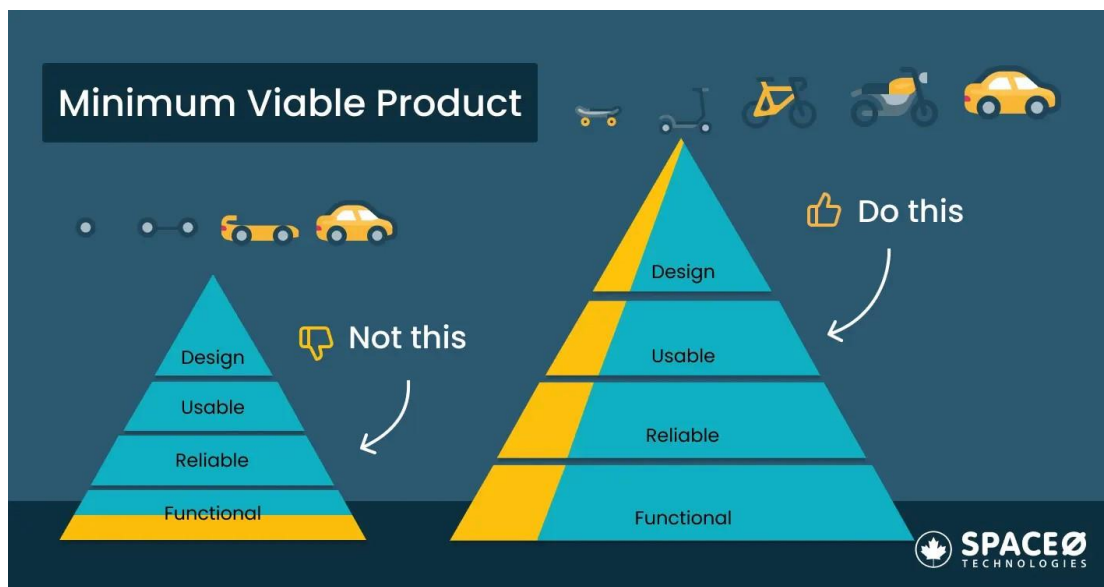 Minimum Viable Product
Not this
Design
Usable
Reliable
Functional
Do this
Design
Usable
Reliable
Functional
SPACEØ
TECHNOLOGIES